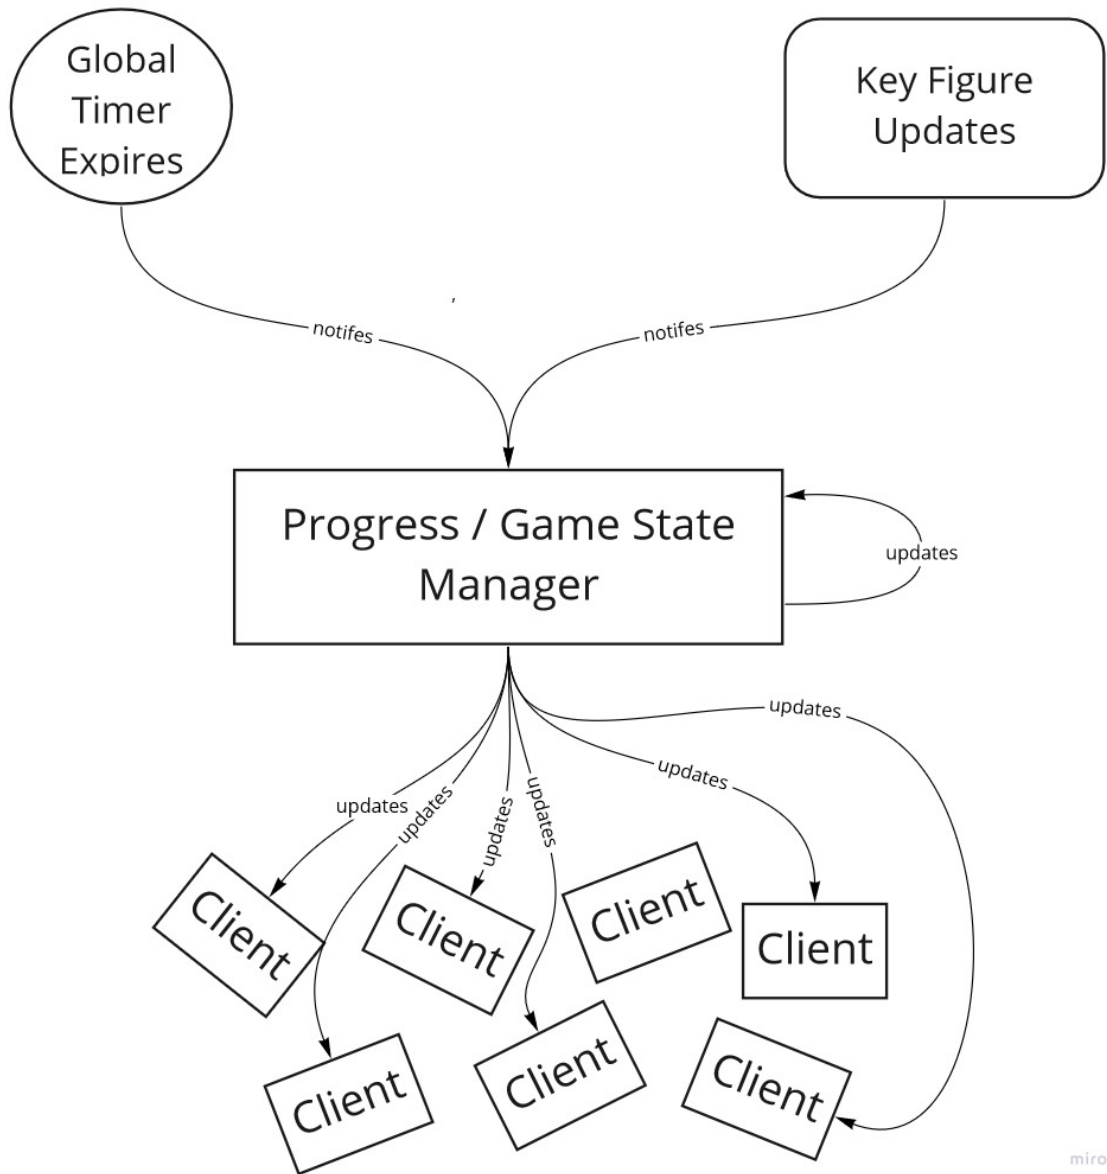 Global
Timer
Expires
Key Figure
Updates
,
notifes
notifes
Progress / Game State
Manager
updates
updates
updates
updates
updates
updates
updates
Client
Client
Client
Client
Client
Client
Client
miro